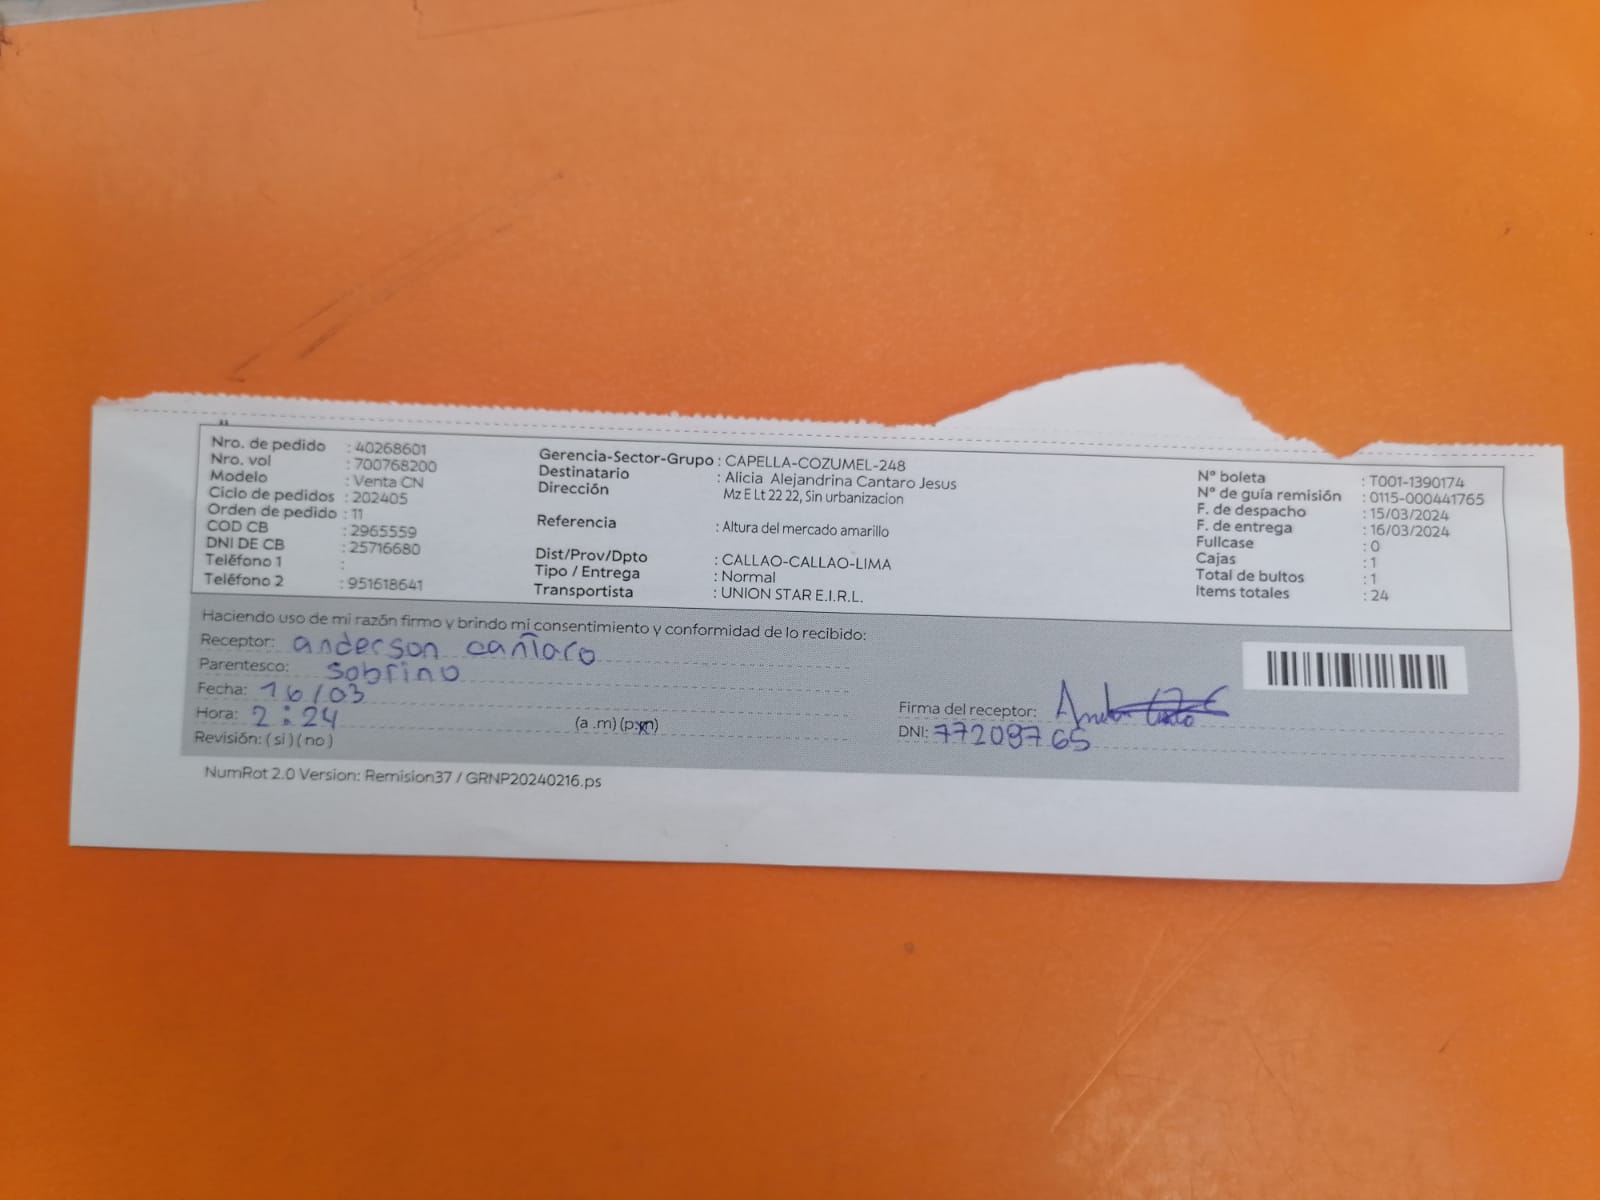 Nro. de pedido : 40268601
Nro. vol : 700768200
Modelo : Venta CN
Ciclo de pedidos : 202405
Orden de pedido : 11
COD CB : 2965559
DNI DE CB : 25716680
Teléfono 1 :
Teléfono 2 : 951618641
Gerencia-Sector-Grupo : CAPELLA-COZUMEL-248
Destinatario : Alicia Alejandrina Cantaro Jesus
Dirección Mz E Lt 22 22, Sin urbanizacion
Referencia : Altura del mercado amarillo
Dist/Prov/Dpto : CALLAO-CALLAO-LIMA
Tipo / Entrega : Normal
Transportista : UNION STAR E.I.R.L.
N° boleta : T001-1390174
N° de guía remisión : 0115-000441765
F. de despacho : 15/03/2024
F. de entrega : 16/03/2024
Fullcase : 0
Cajas : 1
Total de bultos : 1
Items totales : 24
Haciendo uso de mi razón firmo y brindo mi consentimiento y conformidad de lo recibido:
Receptor: anderson cañtaro
Parentesco: sobrino
Fecha: 16/03
Hora: 2:24 (a .m) (p.m)
Revisión: ( si ) ( no )
Firma del receptor:
DNI: 77209765
NumRot 2.0 Version: Remision37 / GRNP20240216.ps